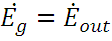 Ė_g = Ė_out